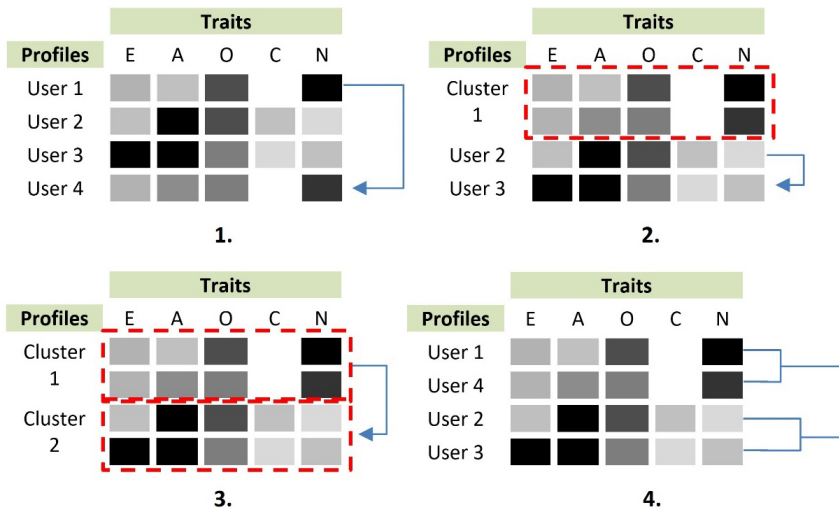 Traits
Profiles E A O C N
User 1
User 2
User 3
User 4
1.
Traits
Profiles E A O C N
Cluster
1
User 2
User 3
2.
Traits
Profiles E A O C N
Cluster
1
Cluster
2
3.
Traits
Profiles E A O C N
User 1
User 4
User 2
User 3
4.